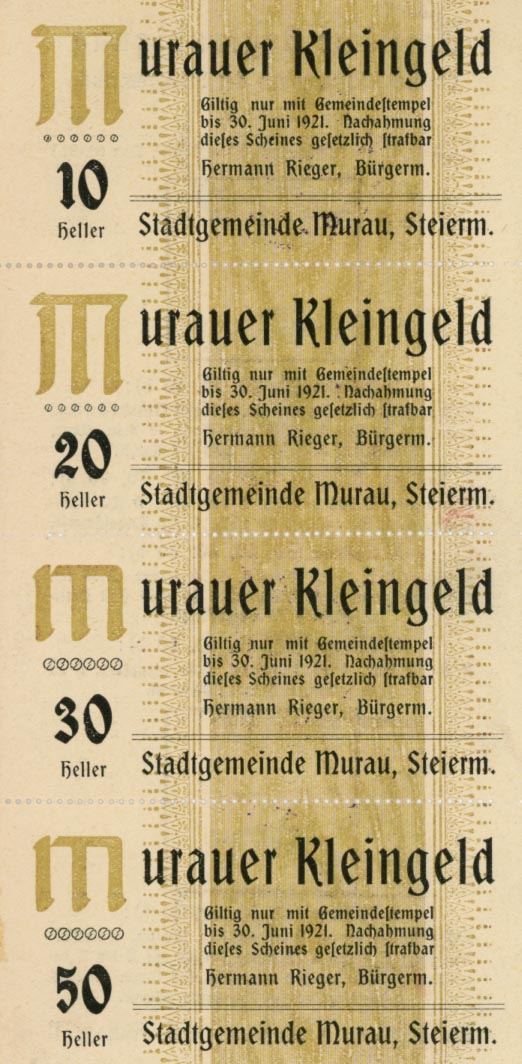 Murauer Kleingeld
Giltig nur mit Gemeindeſtempel
bis 30. Juni 1921. Nachahmung
dieſes Scheines geſetzlich ſtrafbar
Hermann Rieger, Bürgerm.
10
Heller
Stadtgemeinde Murau, Steierm.
Murauer Kleingeld
Giltig nur mit Gemeindeſtempel
bis 30. Juni 1921. Nachahmung
dieſes Scheines geſetzlich ſtrafbar
Hermann Rieger, Bürgerm.
20
Heller
Stadtgemeinde Murau, Steierm.
Murauer Kleingeld
Giltig nur mit Gemeindeſtempel
bis 30. Juni 1921. Nachahmung
dieſes Scheines geſetzlich ſtrafbar
Hermann Rieger, Bürgerm.
30
Heller
Stadtgemeinde Murau, Steierm.
Murauer Kleingeld
Giltig nur mit Gemeindeſtempel
bis 30. Juni 1921. Nachahmung
dieſes Scheines geſetzlich ſtrafbar
Hermann Rieger, Bürgerm.
50
Heller
Stadtgemeinde Murau, Steierm.